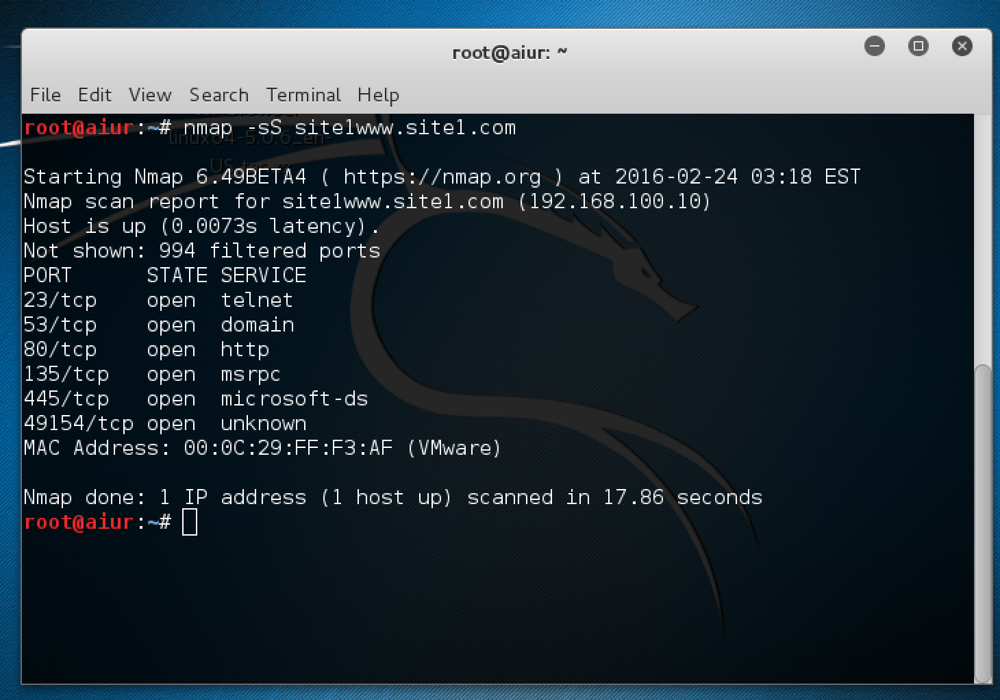 root@aiur: ~
File Edit View Search Terminal Help
root@aiur:~# nmap -sS site1www.site1.com
linux64-5.0.6_en-
Starting Nmap 6.49BETA4 ( https://nmap.org ) at 2016-02-24 03:18 EST
Nmap scan report for site1www.site1.com (192.168.100.10)
Host is up (0.0073s latency).
Not shown: 994 filtered ports
PORT      STATE SERVICE
23/tcp    open  telnet
53/tcp    open  domain
80/tcp    open  http
135/tcp   open  msrpc
445/tcp   open  microsoft-ds
49154/tcp open  unknown
MAC Address: 00:0C:29:FF:F3:AF (VMware)
Nmap done: 1 IP address (1 host up) scanned in 17.86 seconds
root@aiur:~#